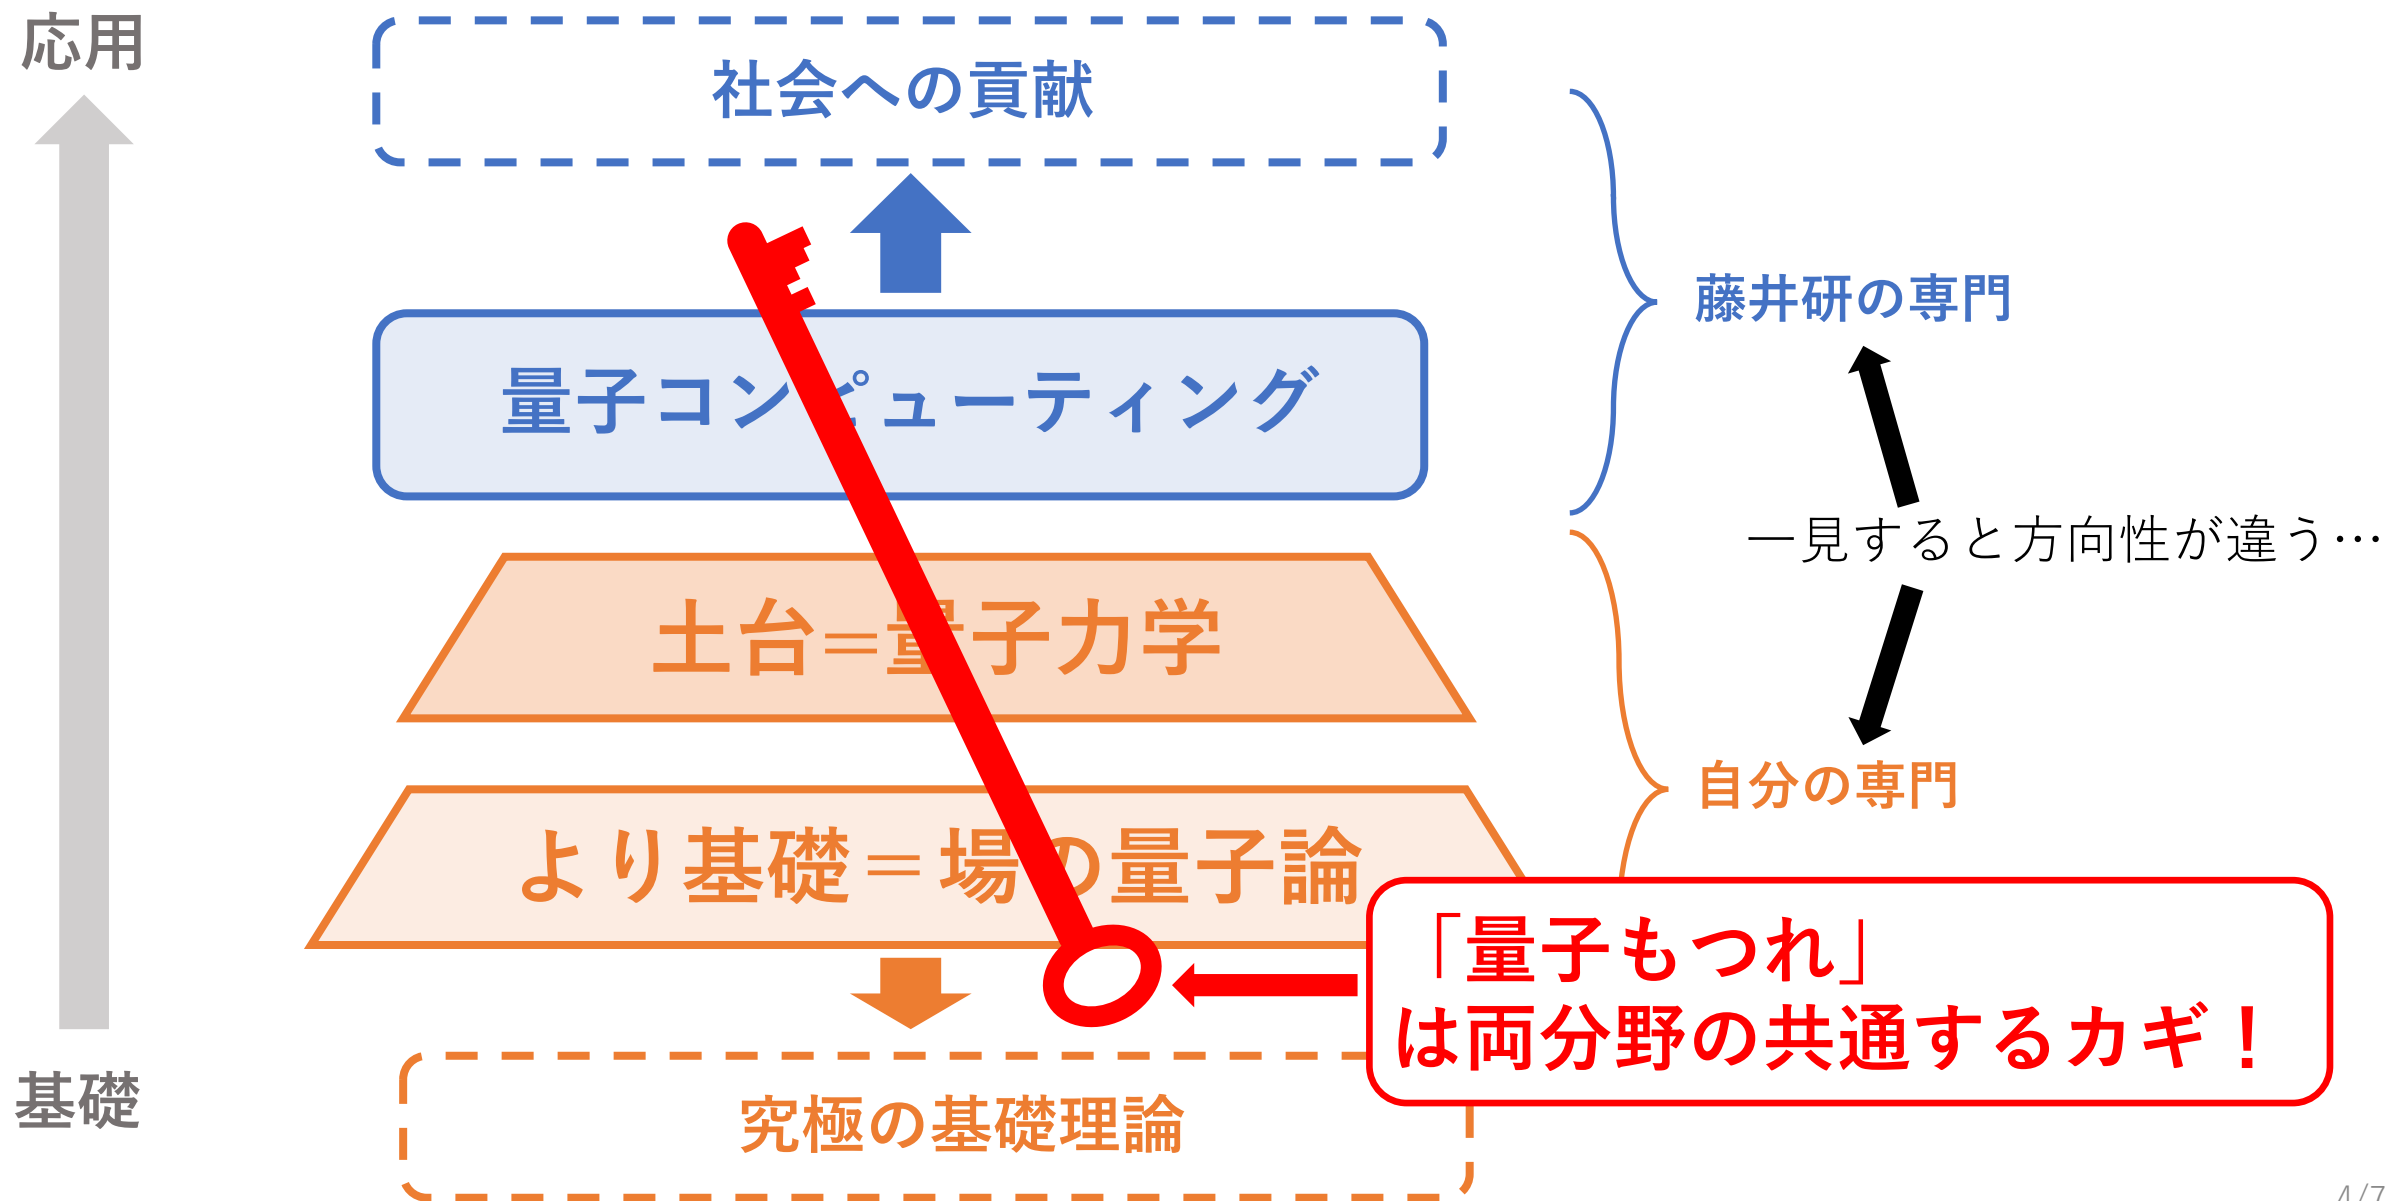 応用
社会への貢献
藤井研の専門
量子コンピューティング
一見すると方向性が違う…
土台=量子力学
自分の専門
より基礎=場の量子論
「量子もつれ」
は両分野の共通するカギ！
基礎
究極の基礎理論
4/7